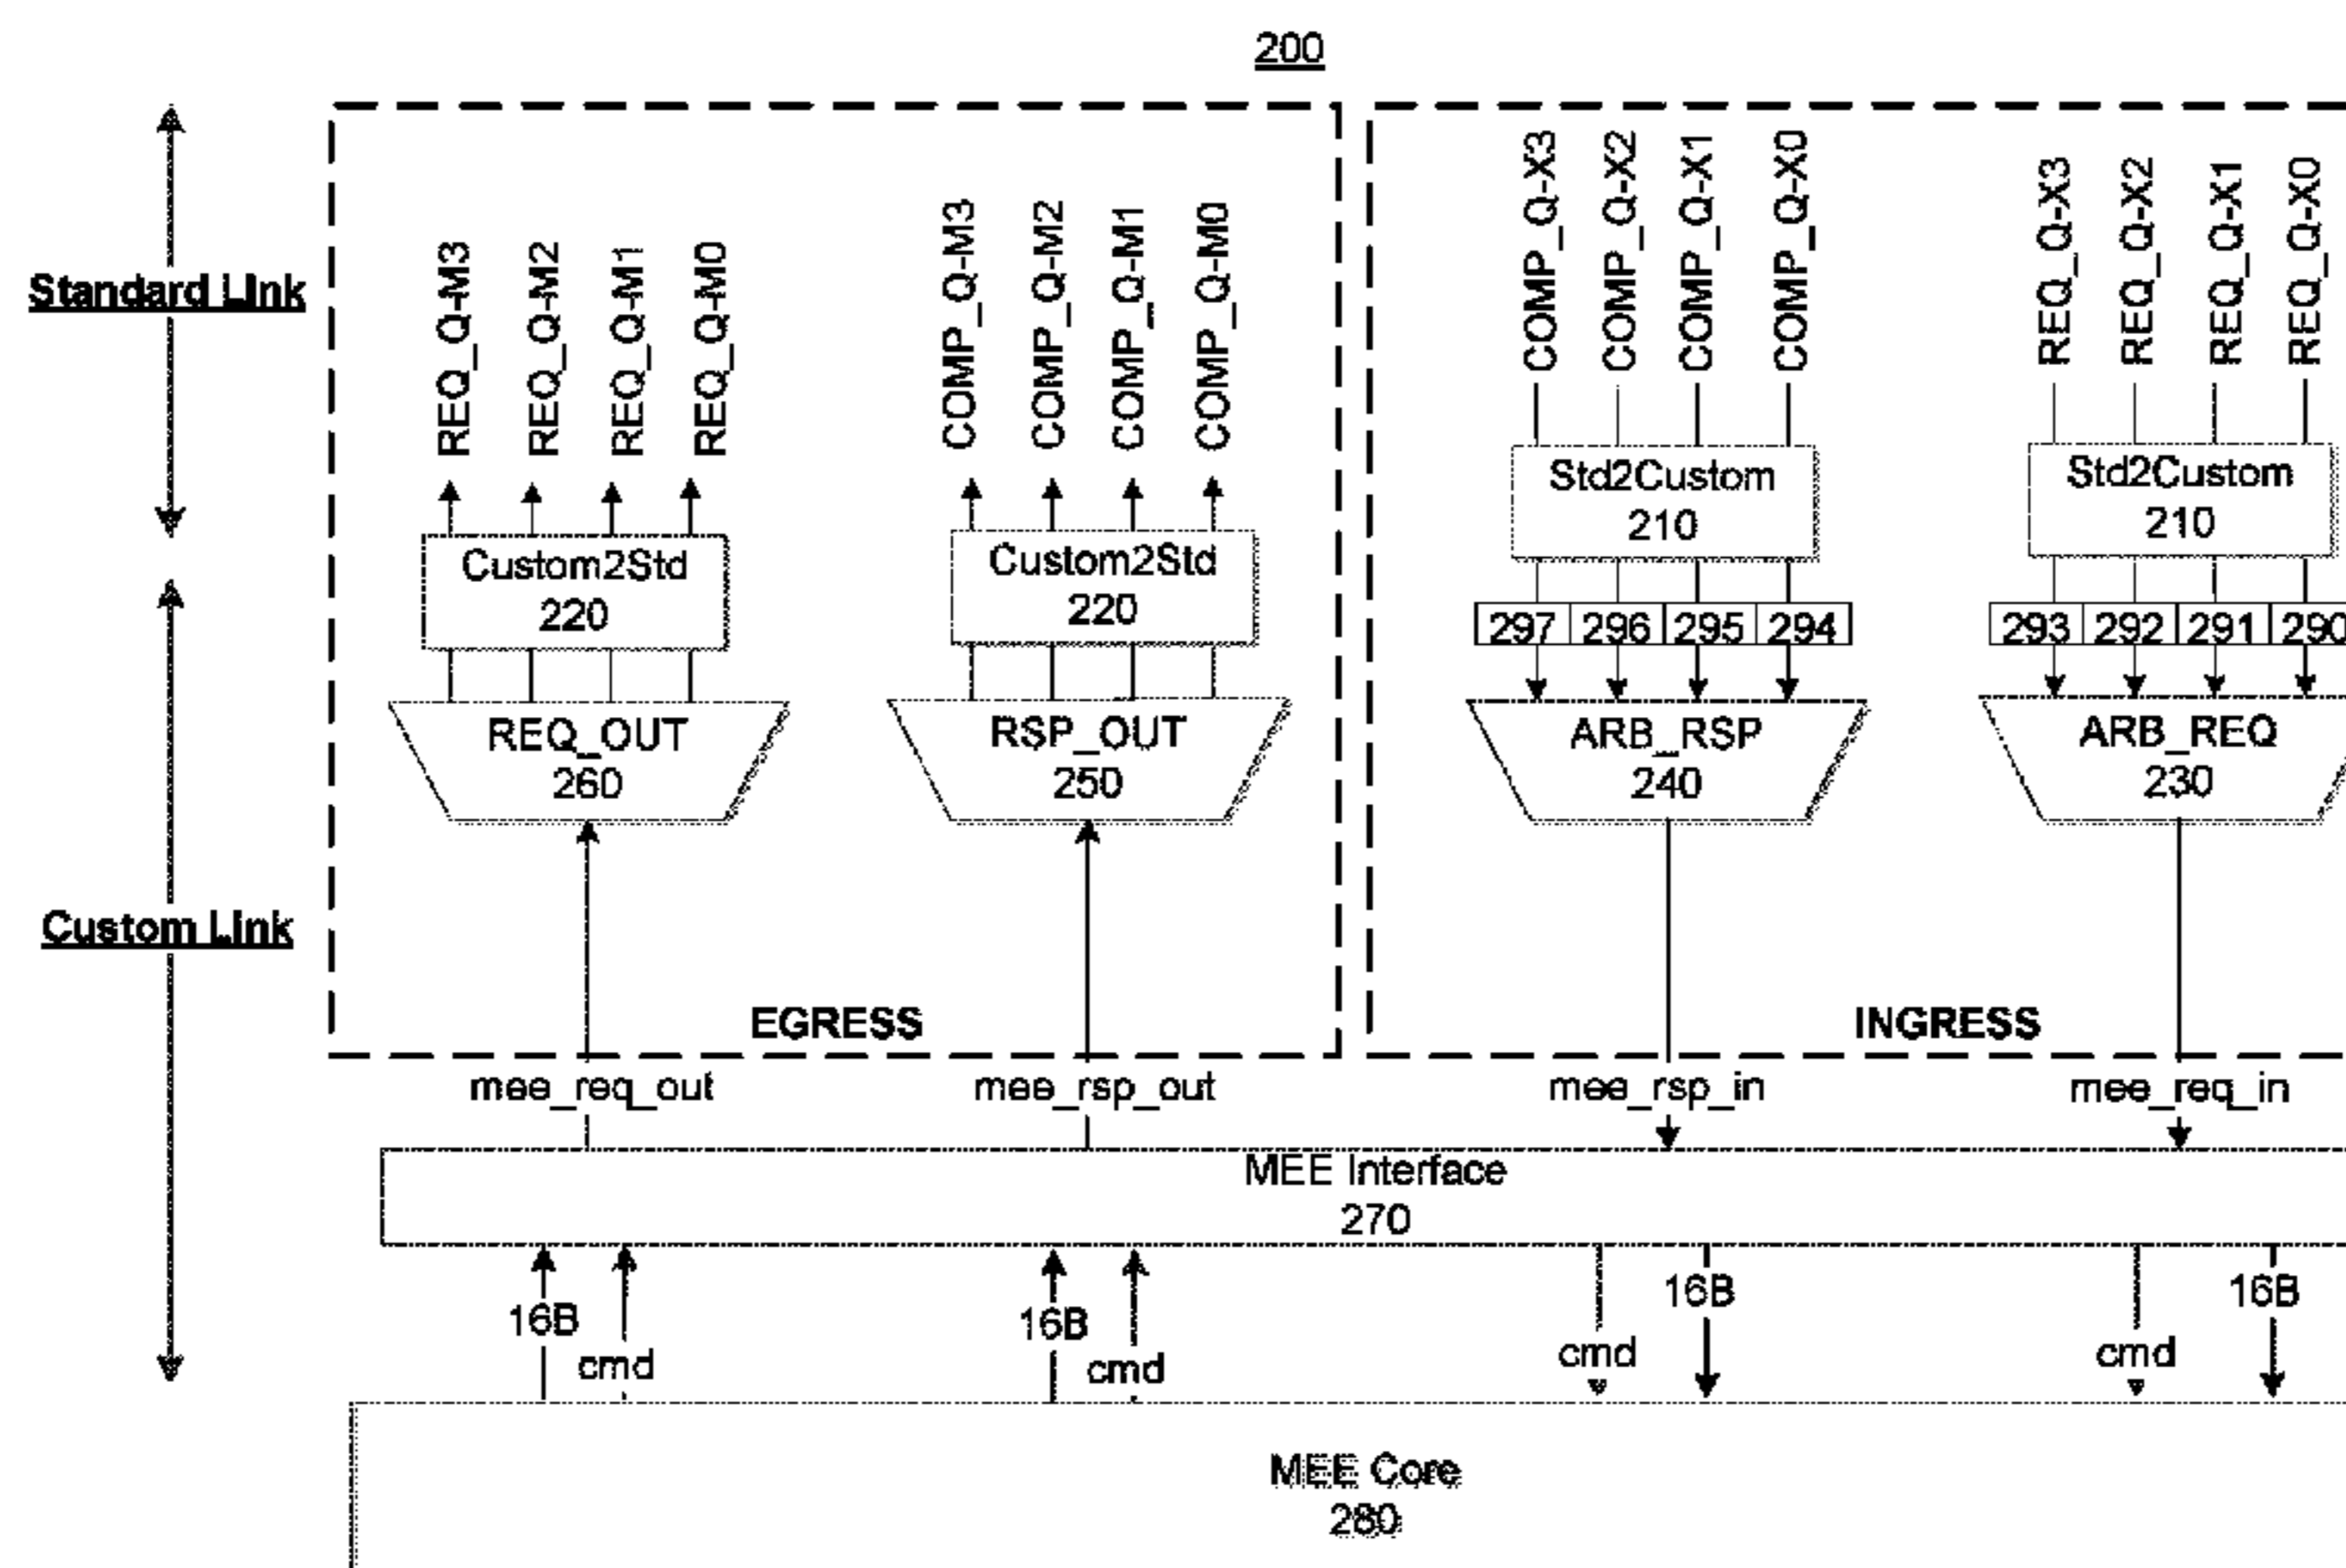 200
Standard Link
Custom Link
REQ_Q-M3
REQ_Q-M2
REQ_Q-M1
REQ_Q-M0
COMP_Q-M3
COMP_Q-M2
COMP_Q-M1
COMP_Q-M0
COMP_Q-X3
COMP_Q-X2
COMP_Q-X1
COMP_Q-X0
REQ_Q-X3
REQ_Q-X2
REQ_Q-X1
REQ_Q-X0
Custom2Std
220
Custom2Std
220
Std2Custom
210
Std2Custom
210
297 296 295 294
293 292 291 290
REQ_OUT
260
RSP_OUT
250
ARB_RSP
240
ARB_REQ
230
EGRESS
INGRESS
mee_req_out
mee_rsp_out
mee_rsp_in
mee_req_in
MEE Interface
270
16B
cmd
16B
cmd
cmd
16B
cmd
16B
MEE Core
280